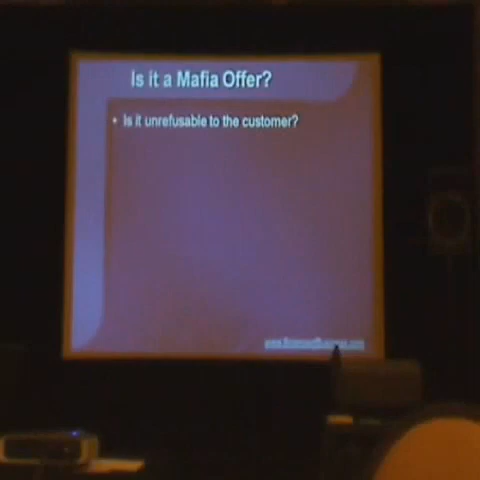 Is it a Mafia Offer?
• Is it unrefusable to the customer?